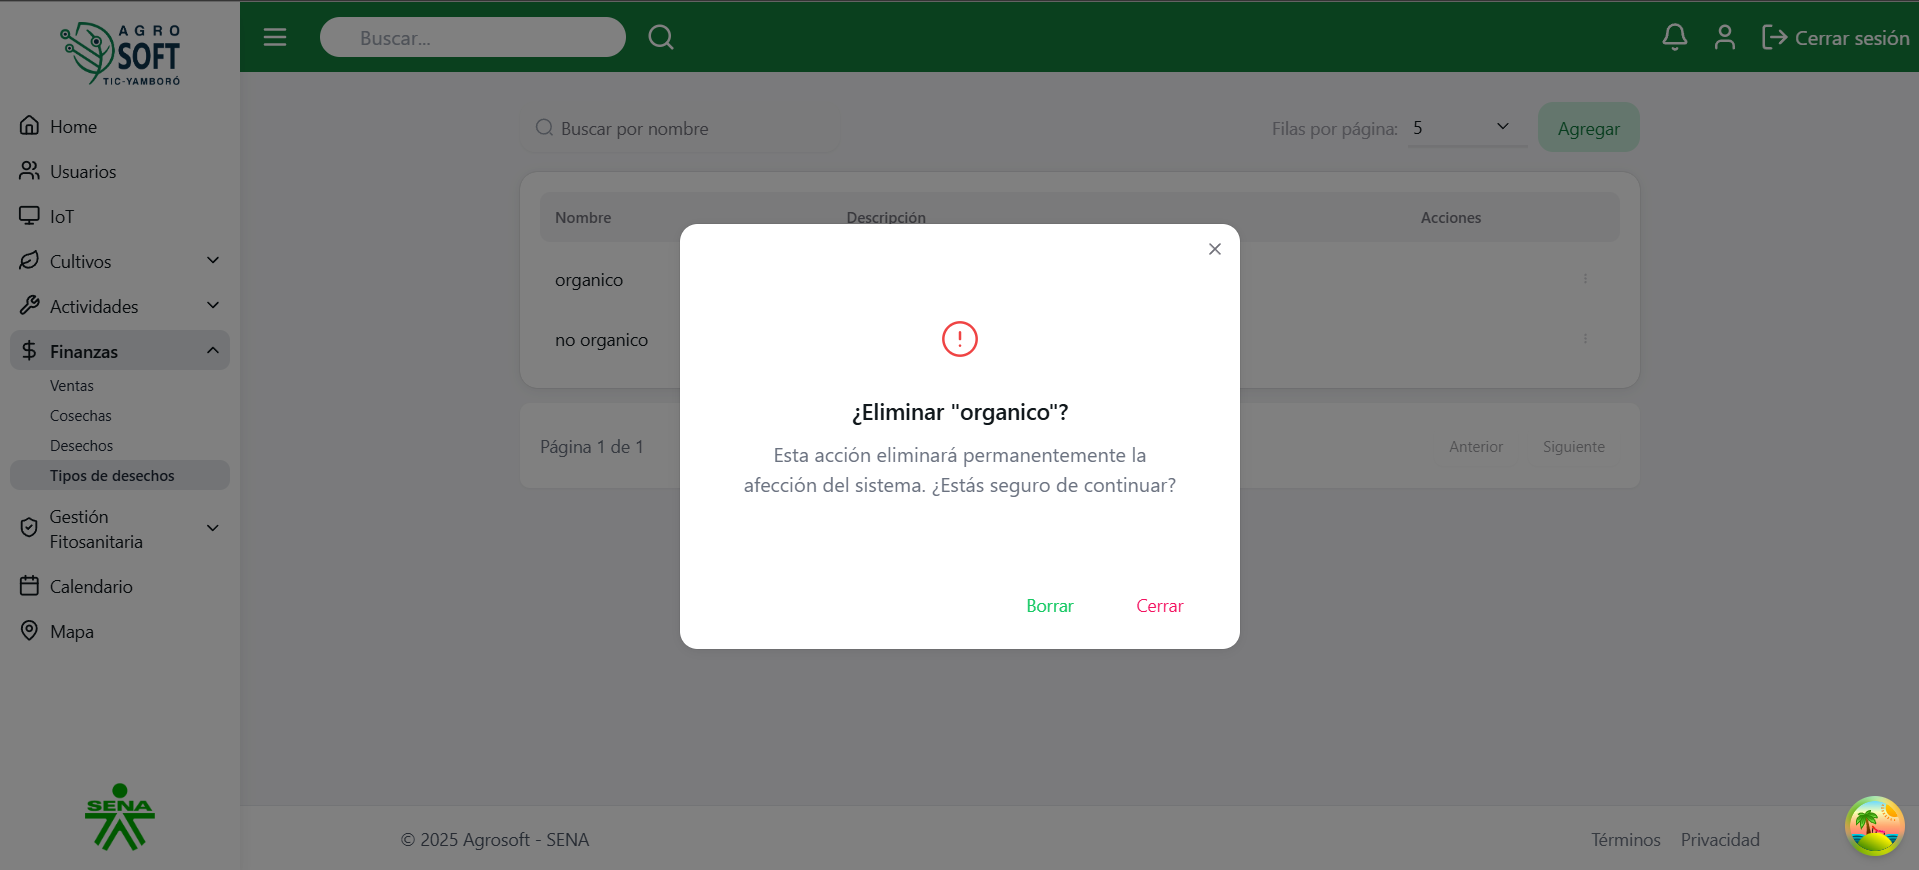 AGRO
SOFT
TIC-YAMBORÓ
Buscar...
Cerrar sesión
Home
Usuarios
IoT
Cultivos
Actividades
Finanzas
Ventas
Cosechas
Desechos
Tipos de desechos
Gestión
Fitosanitaria
Calendario
Mapa
SENA
Buscar por nombre
Filas por página: 5
Agregar
Nombre Descripción Acciones
organico
no organico
Página 1 de 1 Anterior Siguiente
¿Eliminar "organico"?
Esta acción eliminará permanentemente la
afección del sistema. ¿Estás seguro de continuar?
Borrar Cerrar
© 2025 Agrosoft - SENA Términos Privacidad